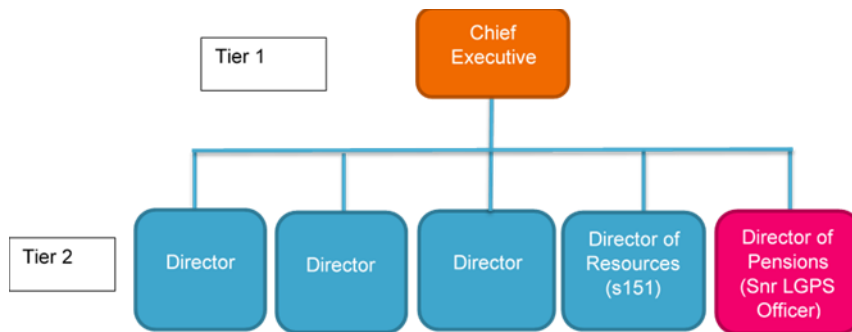 Tier 1
Chief
Executive
Tier 2
Director
Director
Director
Director of
Resources
(s151)
Director of
Pensions
(Snr LGPS
Officer)